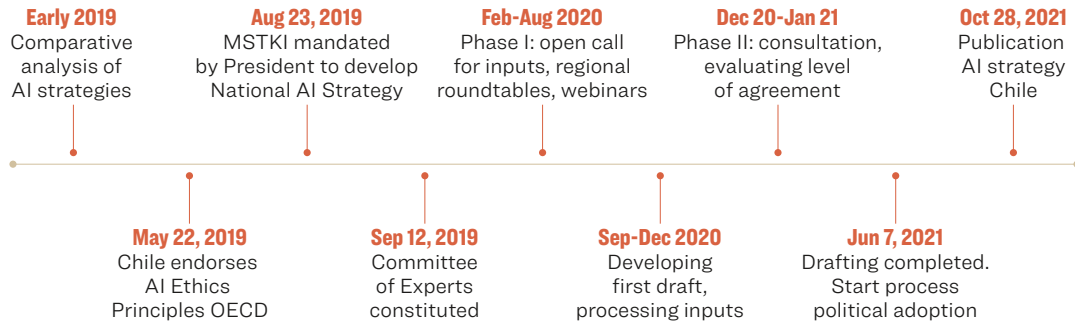 Early 2019
Comparative
analysis of
AI strategies
Aug 23, 2019
MSTKI mandated
by President to develop
National AI Strategy
Feb-Aug 2020
Phase I: open call
for inputs, regional
roundtables, webinars
Dec 20-Jan 21
Phase II: consultation,
evaluating level
of agreement
Oct 28, 2021
Publication
AI strategy
Chile
May 22, 2019
Chile endorses
AI Ethics
Principles OECD
Sep 12, 2019
Committee
of Experts
constituted
Sep-Dec 2020
Developing
first draft,
processing inputs
Jun 7, 2021
Drafting completed.
Start process
political adoption